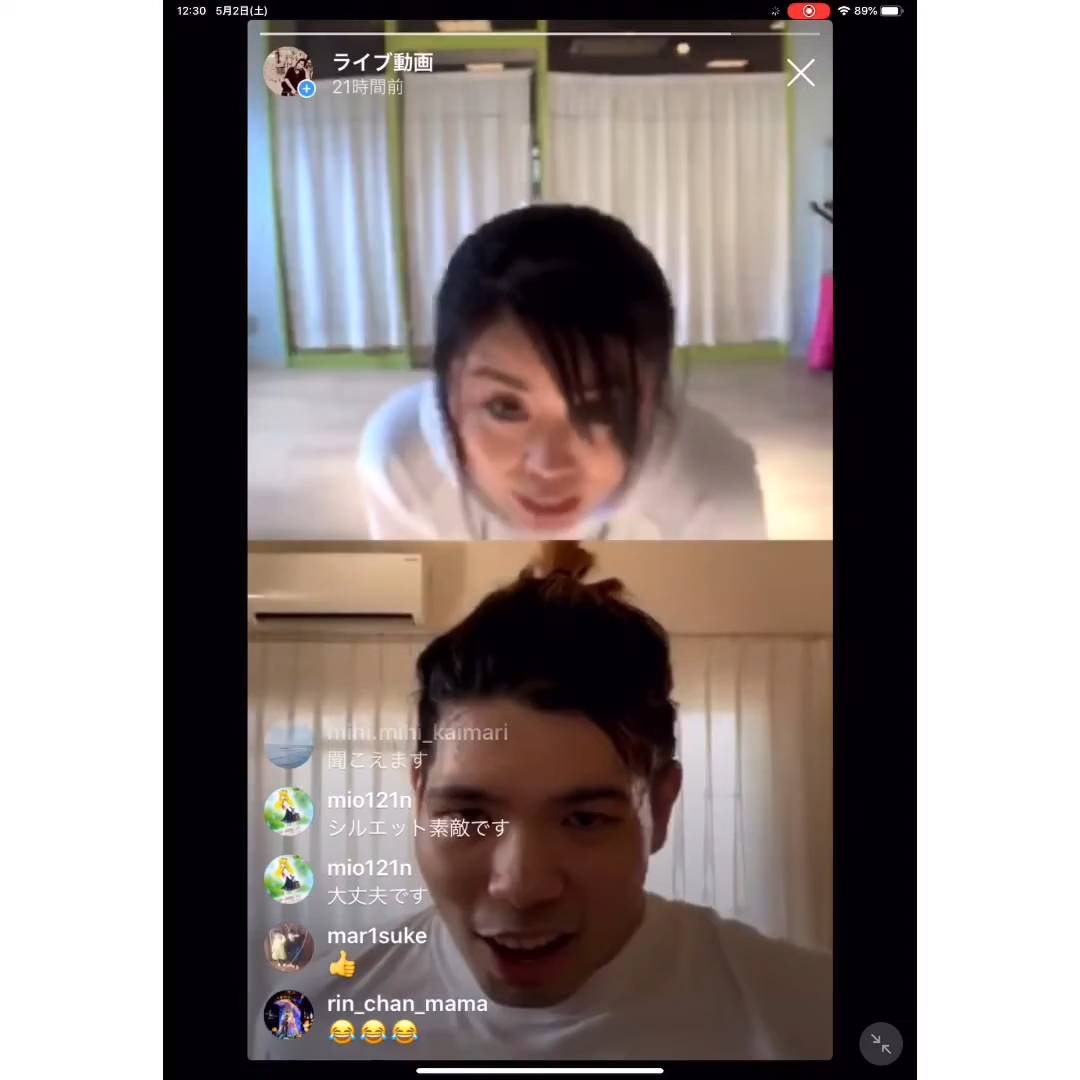 12:30 5月2日(土)
89%
ライブ動画
21時間前
mihi.mihi_kaimari
聞こえます
mio121n
シルエット素敵です
mio121n
大丈夫です
mar1suke
👍
rin_chan_mama
😂😂😂